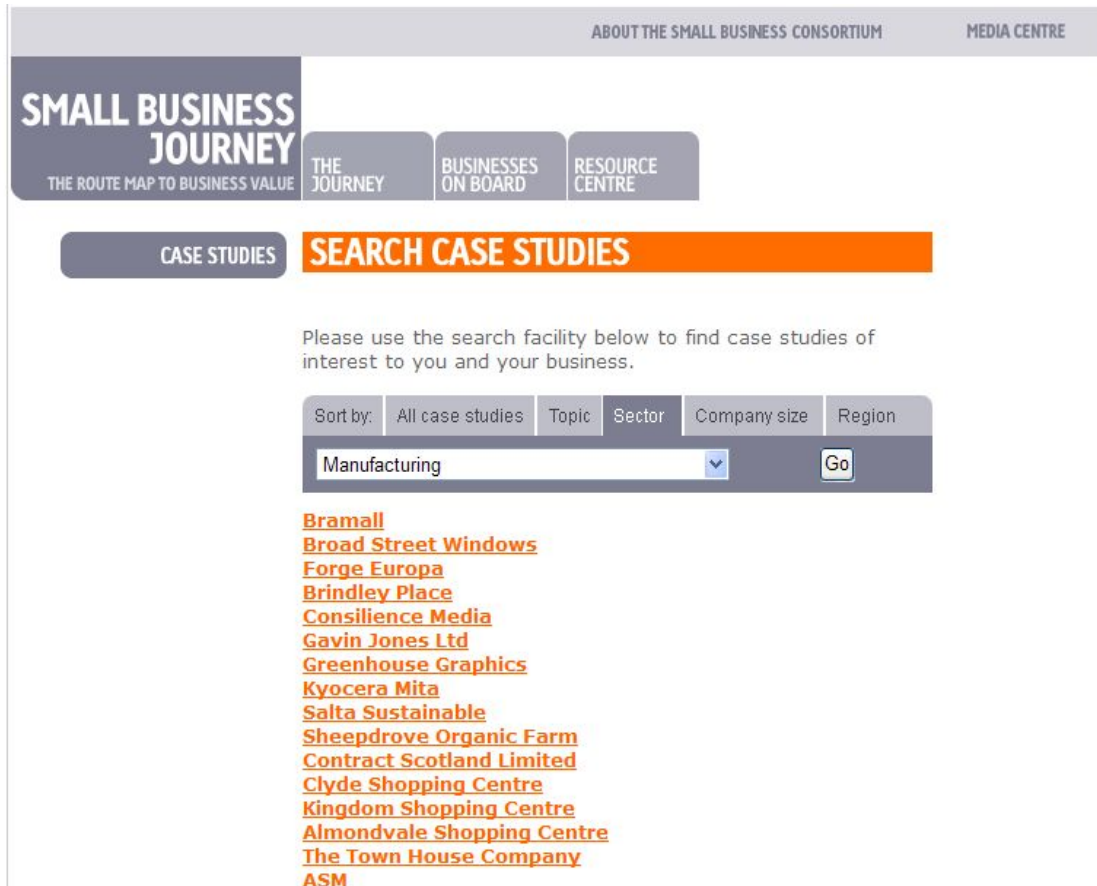 ABOUT THE SMALL BUSINESS CONSORTIUM MEDIA CENTRE
SMALL BUSINESS
JOURNEY
THE ROUTE MAP TO BUSINESS VALUE
THE
JOURNEY
BUSINESSES
ON BOARD
RESOURCE
CENTRE
CASE STUDIES
SEARCH CASE STUDIES
Please use the search facility below to find case studies of
interest to you and your business.
Sort by: All case studies Topic Sector Company size Region
Manufacturing Go
Bramall
Broad Street Windows
Forge Europa
Brindley Place
Consilience Media
Gavin Jones Ltd
Greenhouse Graphics
Kyocera Mita
Salta Sustainable
Sheepdrove Organic Farm
Contract Scotland Limited
Clyde Shopping Centre
Kingdom Shopping Centre
Almondvale Shopping Centre
The Town House Company
ASM